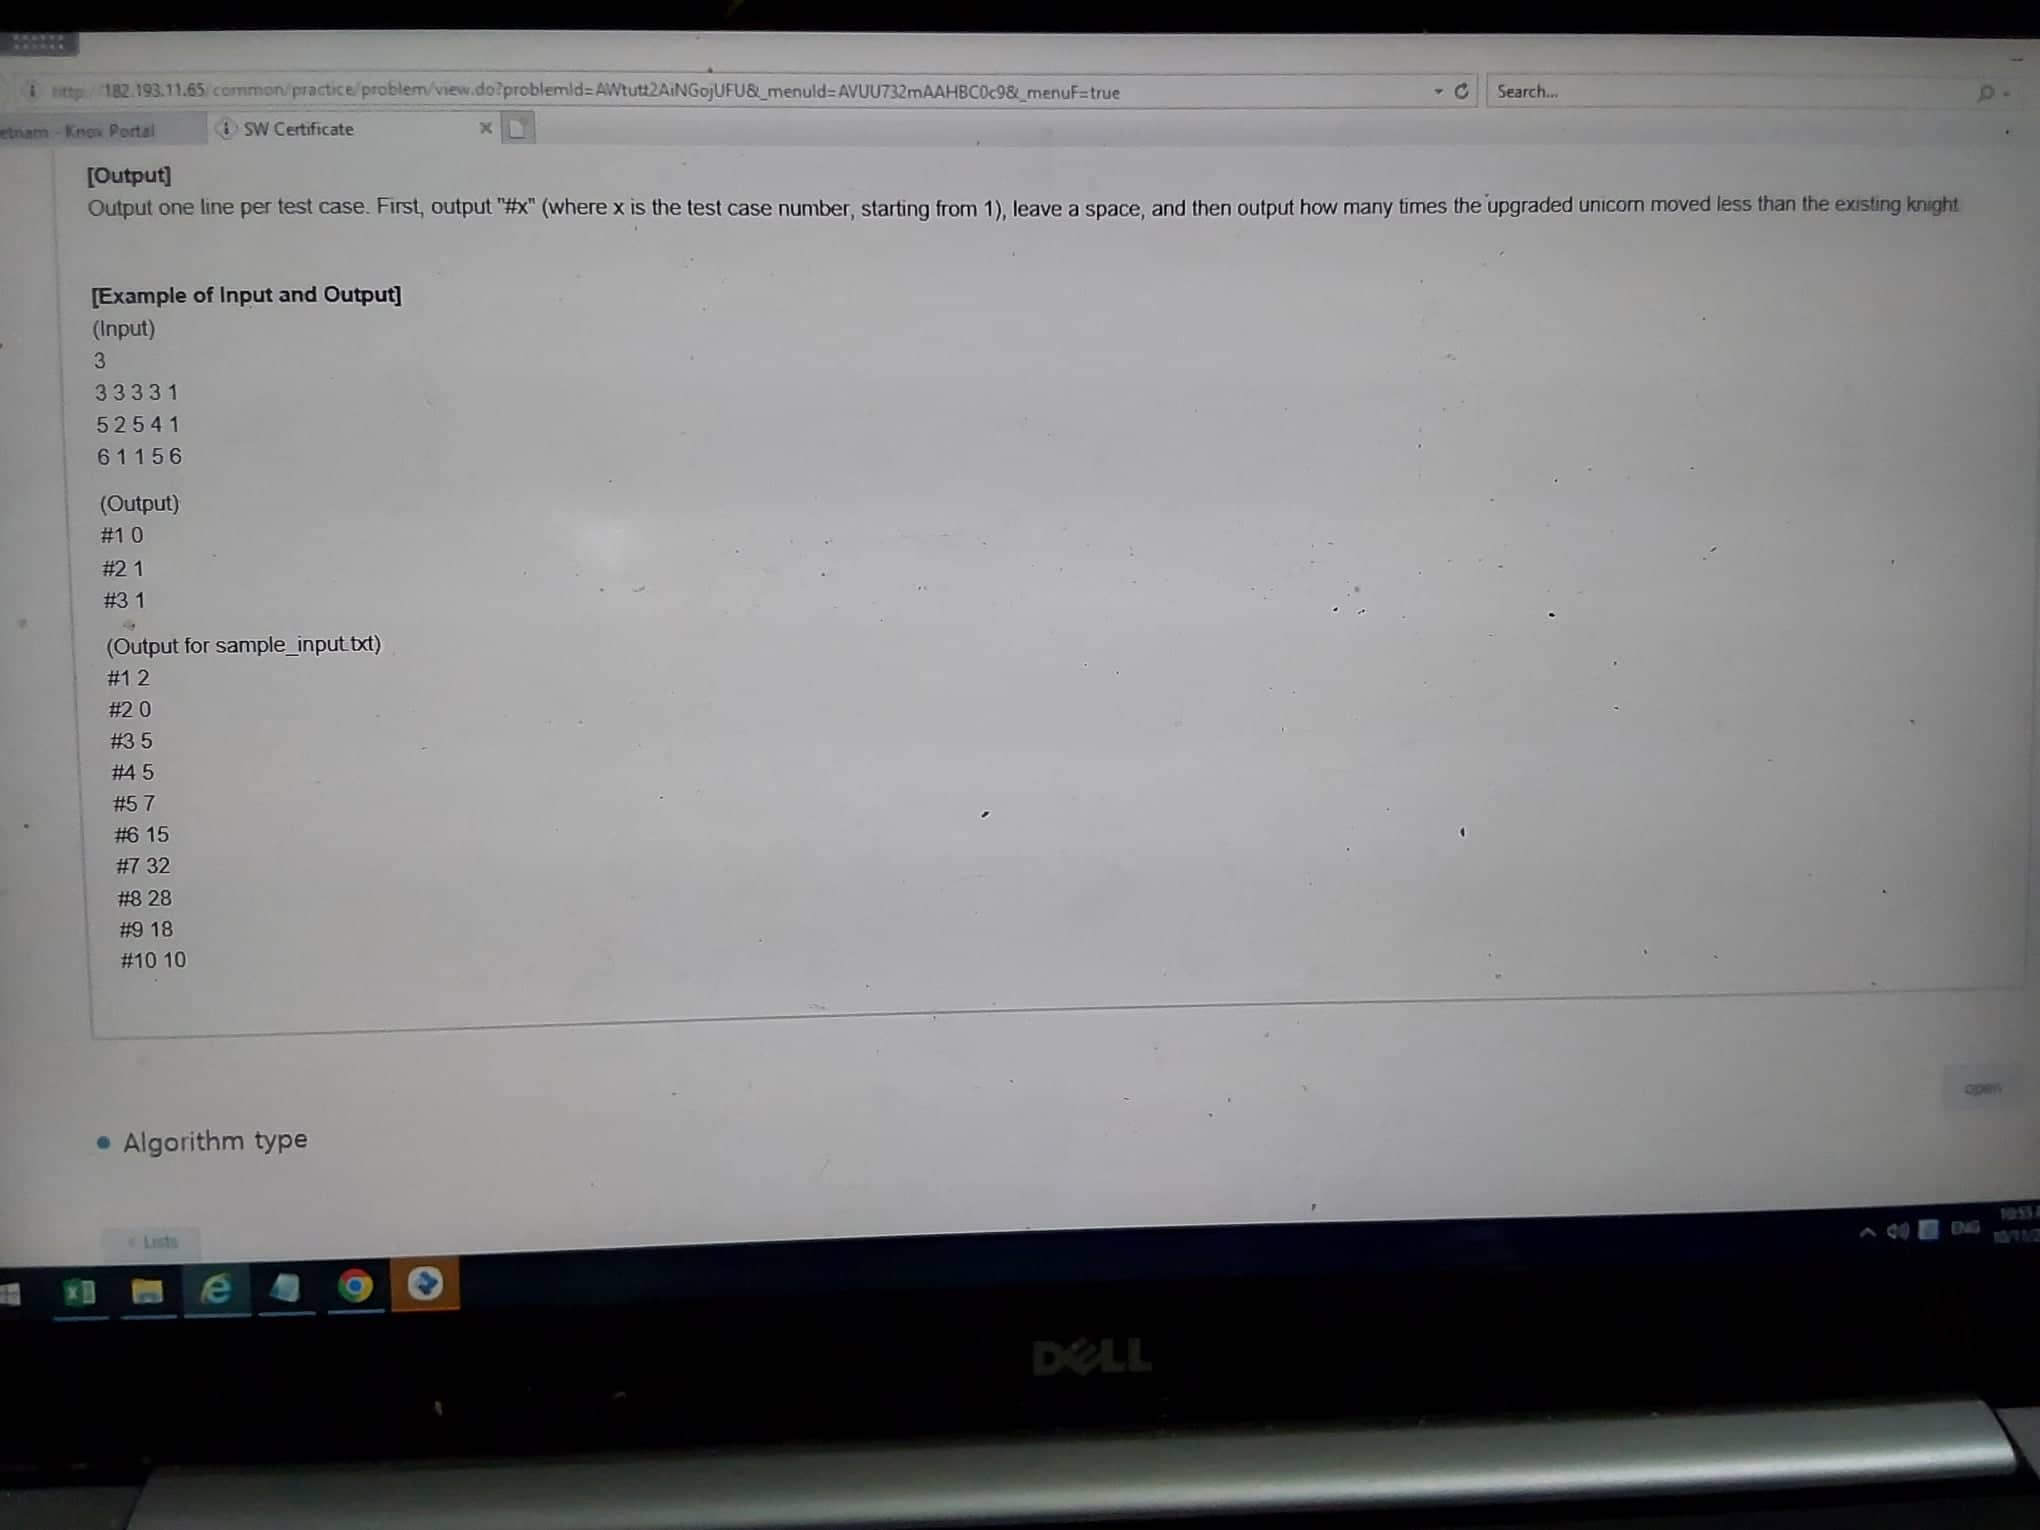 http://182.193.11.65/common/practice/problem/view.do?problemId=AWtutt2AiNGojUFU&_menuId=AVUU732mAAHBC0c9&_menuF=true
Search...
etnam - Knox Portal
SW Certificate
[Output]
Output one line per test case. First, output "#x" (where x is the test case number, starting from 1), leave a space, and then output how many times the upgraded unicorn moved less than the existing knight
[Example of Input and Output]
(Input)
3
3 3 3 3 1
5 2 5 4 1
6 1 1 5 6
(Output)
#1 0
#2 1
#3 1
(Output for sample_input.txt)
#1 2
#2 0
#3 5
#4 5
#5 7
#6 15
#7 32
#8 28
#9 18
#10 10
open
Algorithm type
< Lists
ENG
10:53
DELL